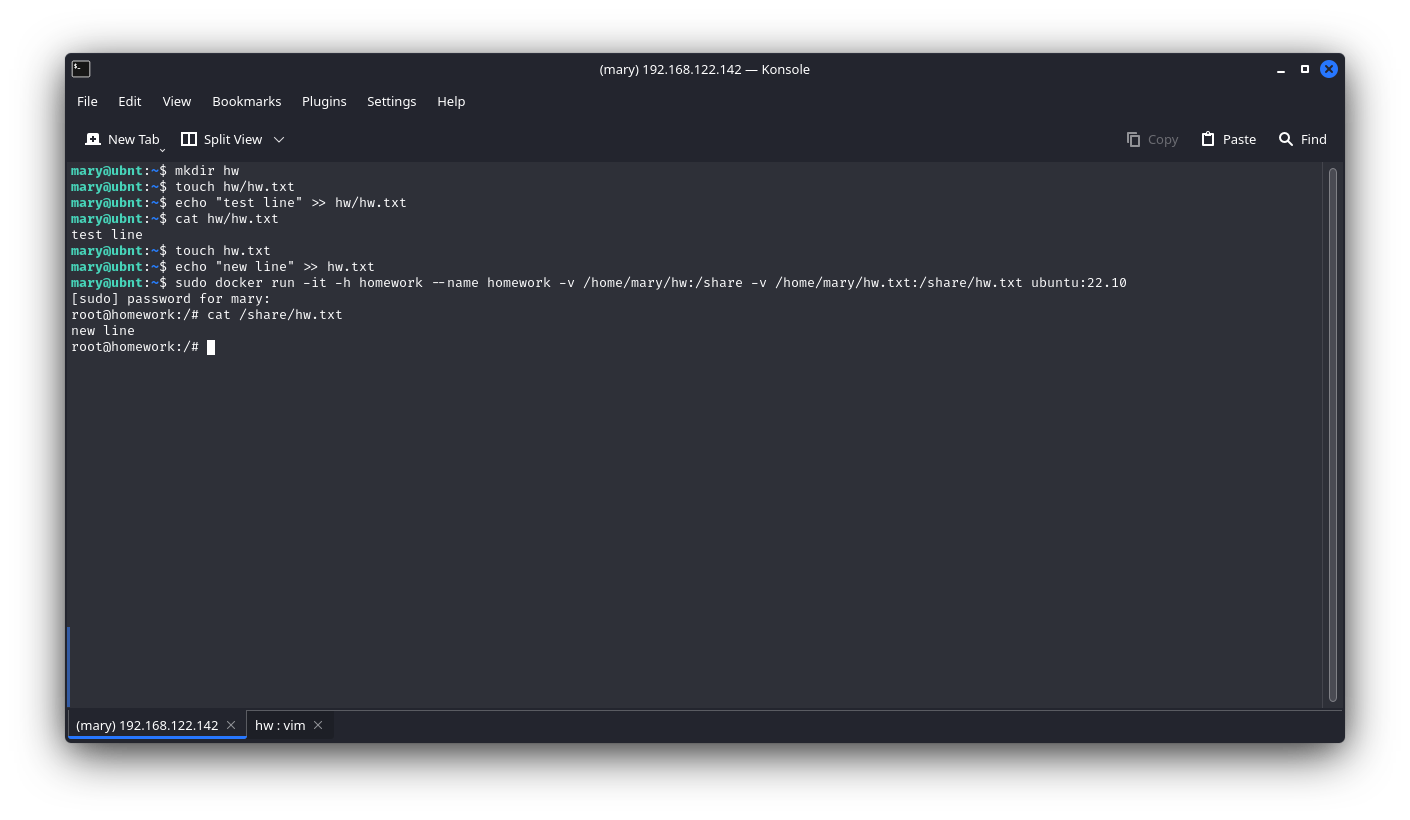 (mary) 192.168.122.142 — Konsole
File Edit View Bookmarks Plugins Settings Help
New Tab Split View Copy Paste Find
mary@ubnt:~$ mkdir hw
mary@ubnt:~$ touch hw/hw.txt
mary@ubnt:~$ echo "test line" >> hw/hw.txt
mary@ubnt:~$ cat hw/hw.txt
test line
mary@ubnt:~$ touch hw.txt
mary@ubnt:~$ echo "new line" >> hw.txt
mary@ubnt:~$ sudo docker run -it -h homework --name homework -v /home/mary/hw:/share -v /home/mary/hw.txt:/share/hw.txt ubuntu:22.10
[sudo] password for mary:
root@homework:/# cat /share/hw.txt
new line
root@homework:/#
(mary) 192.168.122.142 hw : vim